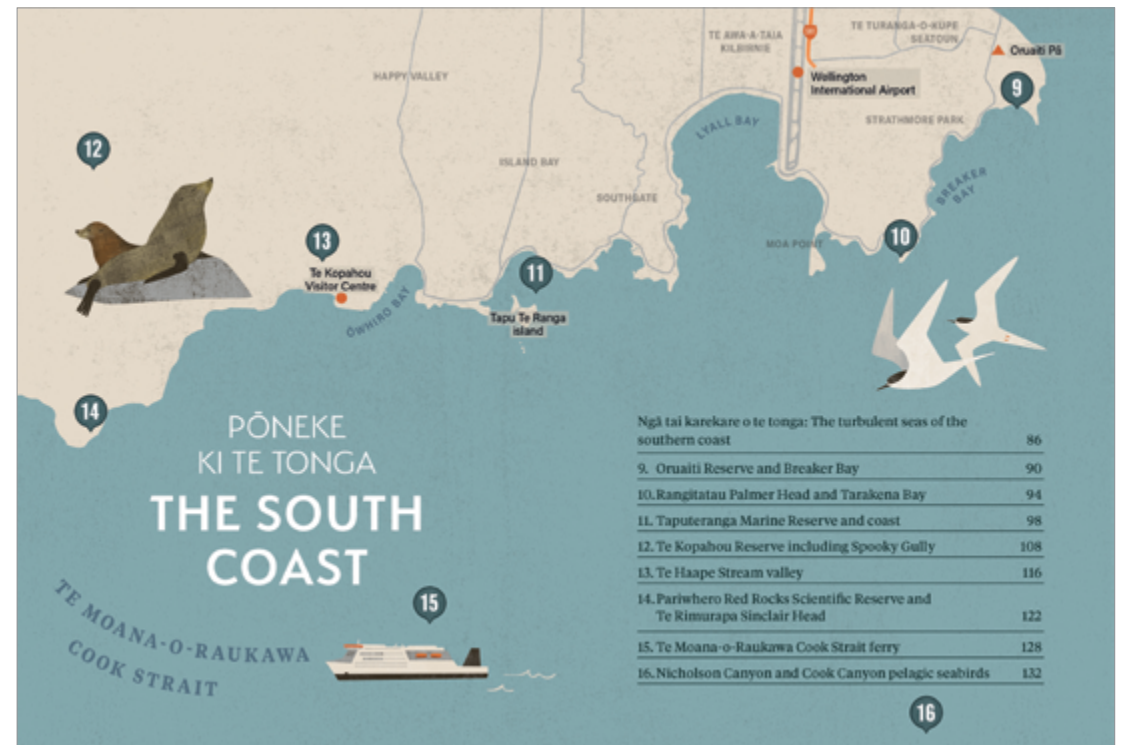 TE AWA-A-TAIA
KILBIRNIE
TE TURANGA-O-KUPE
SEATOUN
Oruaiti Pā
HAPPY VALLEY
Wellington
International Airport
9
STRATHMORE PARK
LYALL BAY
12
ISLAND BAY
BREAKER
BAY
SOUTHGATE
13
10
MOA POINT
Te Kopahou
Visitor Centre
11
ŌWHIRO BAY
Tapu Te Ranga
island
14
PŌNEKE
KI TE TONGA
THE SOUTH
COAST
Ngā tai karekare o te tonga: The turbulent seas of the
southern coast 86
9. Oruaiti Reserve and Breaker Bay 90
10. Rangitatau Palmer Head and Tarakena Bay 94
11. Taputeranga Marine Reserve and coast 98
12. Te Kopahou Reserve including Spooky Gully 108
13. Te Haape Stream valley 116
14. Pariwhero Red Rocks Scientific Reserve and
Te Rimurapa Sinclair Head 122
15. Te Moana-o-Raukawa Cook Strait ferry 128
16. Nicholson Canyon and Cook Canyon pelagic seabirds 132
TE MOANA-O-RAUKAWA
COOK STRAIT
15
16